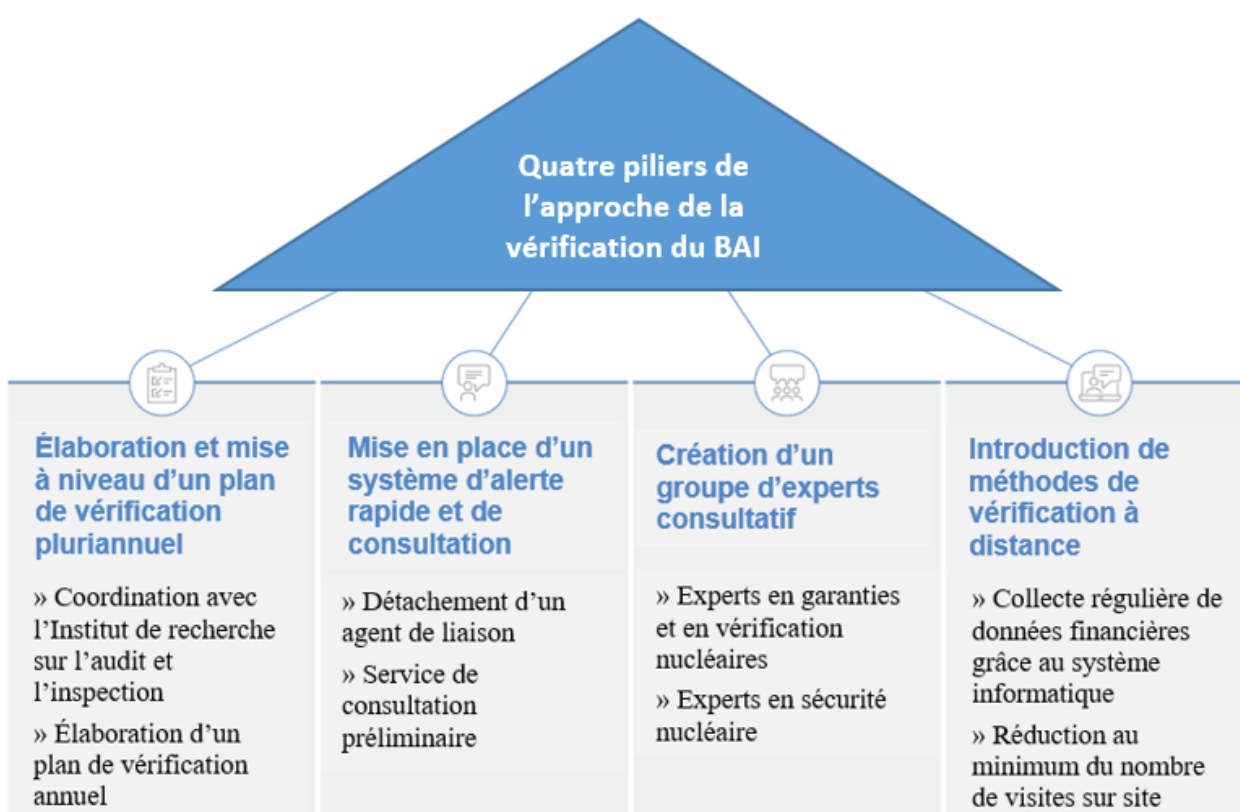 Quatre piliers de
l’approche de la
vérification du BAI
Élaboration et mise
à niveau d’un plan
de vérification
pluriannuel
» Coordination avec
l’Institut de recherche
sur l’audit et
l’inspection
» Élaboration d’un
plan de vérification
annuel
Mise en place d’un
système d’alerte
rapide et de
consultation
» Détachement d’un
agent de liaison
» Service de
consultation
préliminaire
Création d’un
groupe d’experts
consultatif
» Experts en garanties
et en vérification
nucléaires
» Experts en sécurité
nucléaire
Introduction de
méthodes de
vérification à
distance
» Collecte régulière de
données financières
grâce au système
informatique
» Réduction au
minimum du nombre
de visites sur site